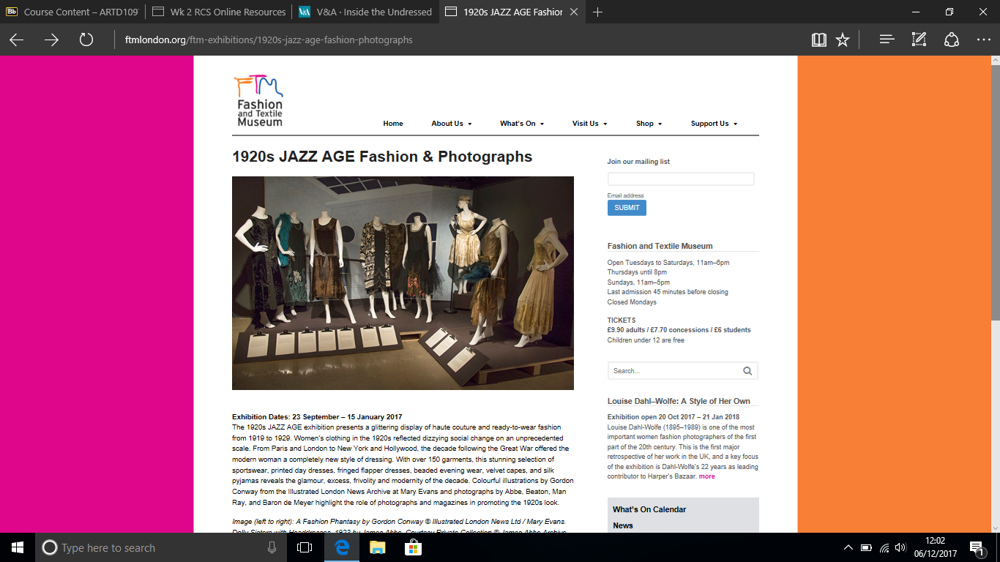 Course Content – ARTD109
Wk 2 RCS Online Resources
V&A · Inside the Undressed
1920s JAZZ AGE Fashion
ftmlondon.org/ftm-exhibitions/1920s-jazz-age-fashion-photographs
FTM
Fashion
and Textile
Museum
Home About Us What's On Visit Us Shop Support Us
1920s JAZZ AGE Fashion & Photographs
Exhibition Dates: 23 September – 15 January 2017
The 1920s JAZZ AGE exhibition presents a glittering display of haute couture and ready-to-wear fashion
from 1919 to 1929. Women's clothing in the 1920s reflected dizzying social change on an unprecedented
scale. From Paris and London to New York and Hollywood, the decade following the Great War offered the
modern woman a completely new style of dressing. With over 150 garments, this stunning selection of
sportswear, printed day dresses, fringed flapper dresses, beaded evening wear, velvet capes, and silk
pyjamas reveals the glamour, excess, frivolity and modernity of the decade. Colourful illustrations by Gordon
Conway from the Illustrated London News Archive at Mary Evans and photographs by Abbe, Beaton, Man
Ray, and Baron de Meyer highlight the role of photographs and magazines in promoting the 1920s look.
Image (left to right): A Fashion Phantasy by Gordon Conway © Illustrated London News Ltd / Mary Evans.
Dolly Sisters with Headdresses, 1923 by James Abbe. Courtesy Private Collection © James Abbe Archive
Join our mailing list
Email address
SUBMIT
Fashion and Textile Museum
Open Tuesdays to Saturdays, 11am–6pm
Thursdays until 8pm
Sundays, 11am–5pm
Last admission 45 minutes before closing
Closed Mondays
TICKETS
£9.90 adults / £7.70 concessions / £6 students
Children under 12 are free
Search...
Louise Dahl–Wolfe: A Style of Her Own
Exhibition open 20 Oct 2017 – 21 Jan 2018
Louise Dahl-Wolfe (1895–1989) is one of the most
important women fashion photographers of the first
part of the 20th century. This is the first major
retrospective of her work in the UK, and a key focus
of the exhibition is Dahl-Wolfe's 22 years as leading
contributor to Harper's Bazaar. more
What's On Calendar
News
Type here to search
12:02
06/12/2017
1